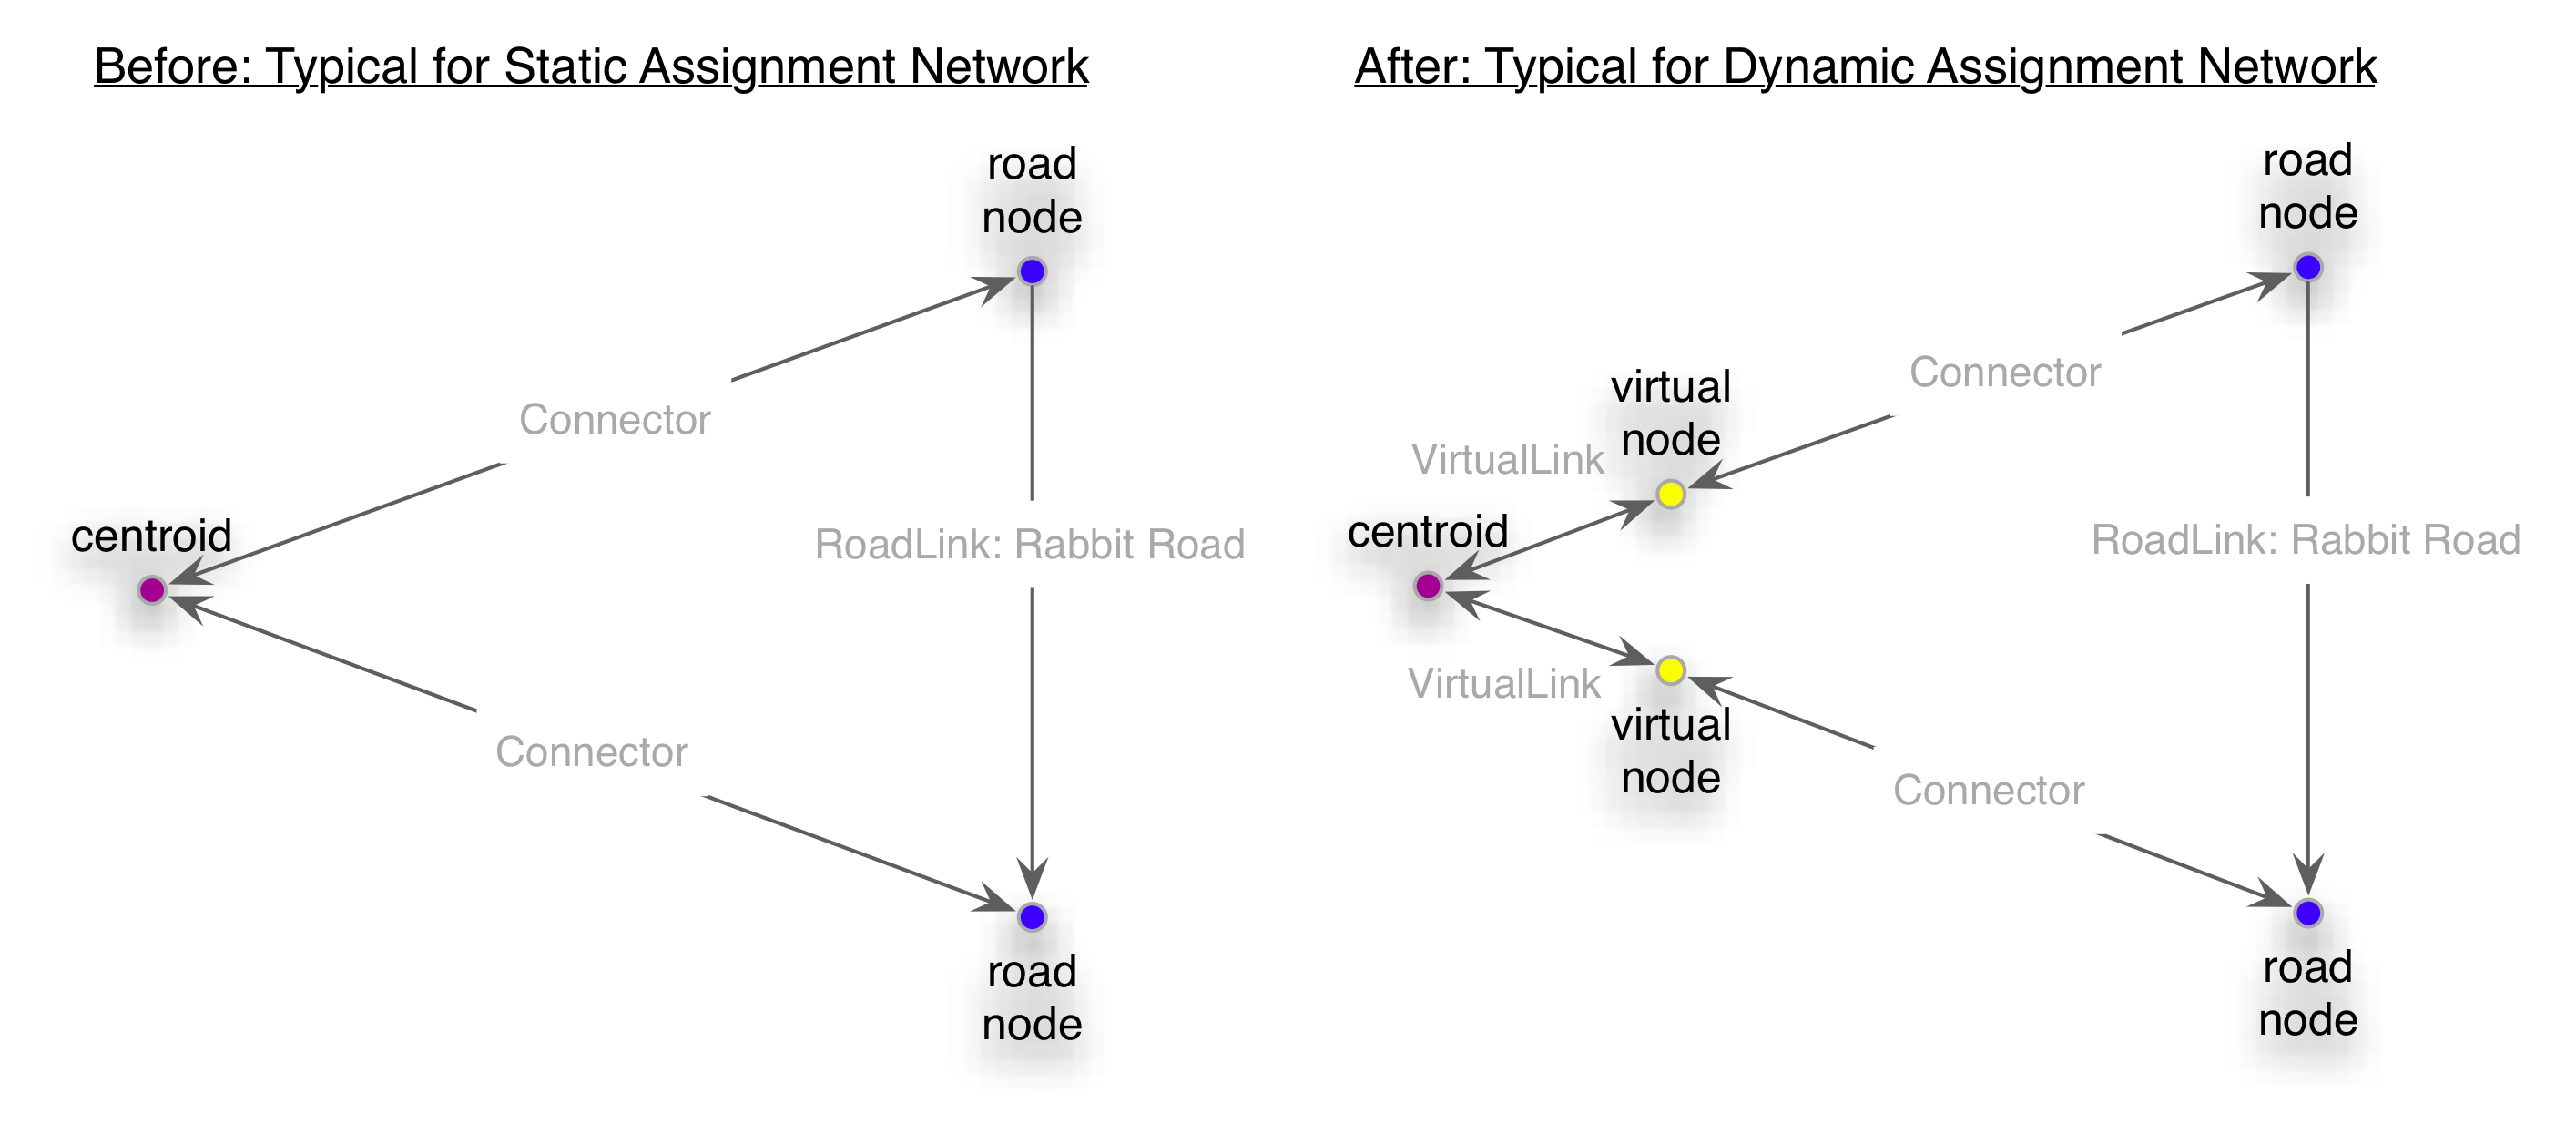 Before: Typical for Static Assignment Network
road
node
Connector
centroid
RoadLink: Rabbit Road
Connector
road
node
After: Typical for Dynamic Assignment Network
road
node
Connector
virtual
node
VirtualLink
centroid
RoadLink: Rabbit Road
VirtualLink
virtual
node
Connector
road
node